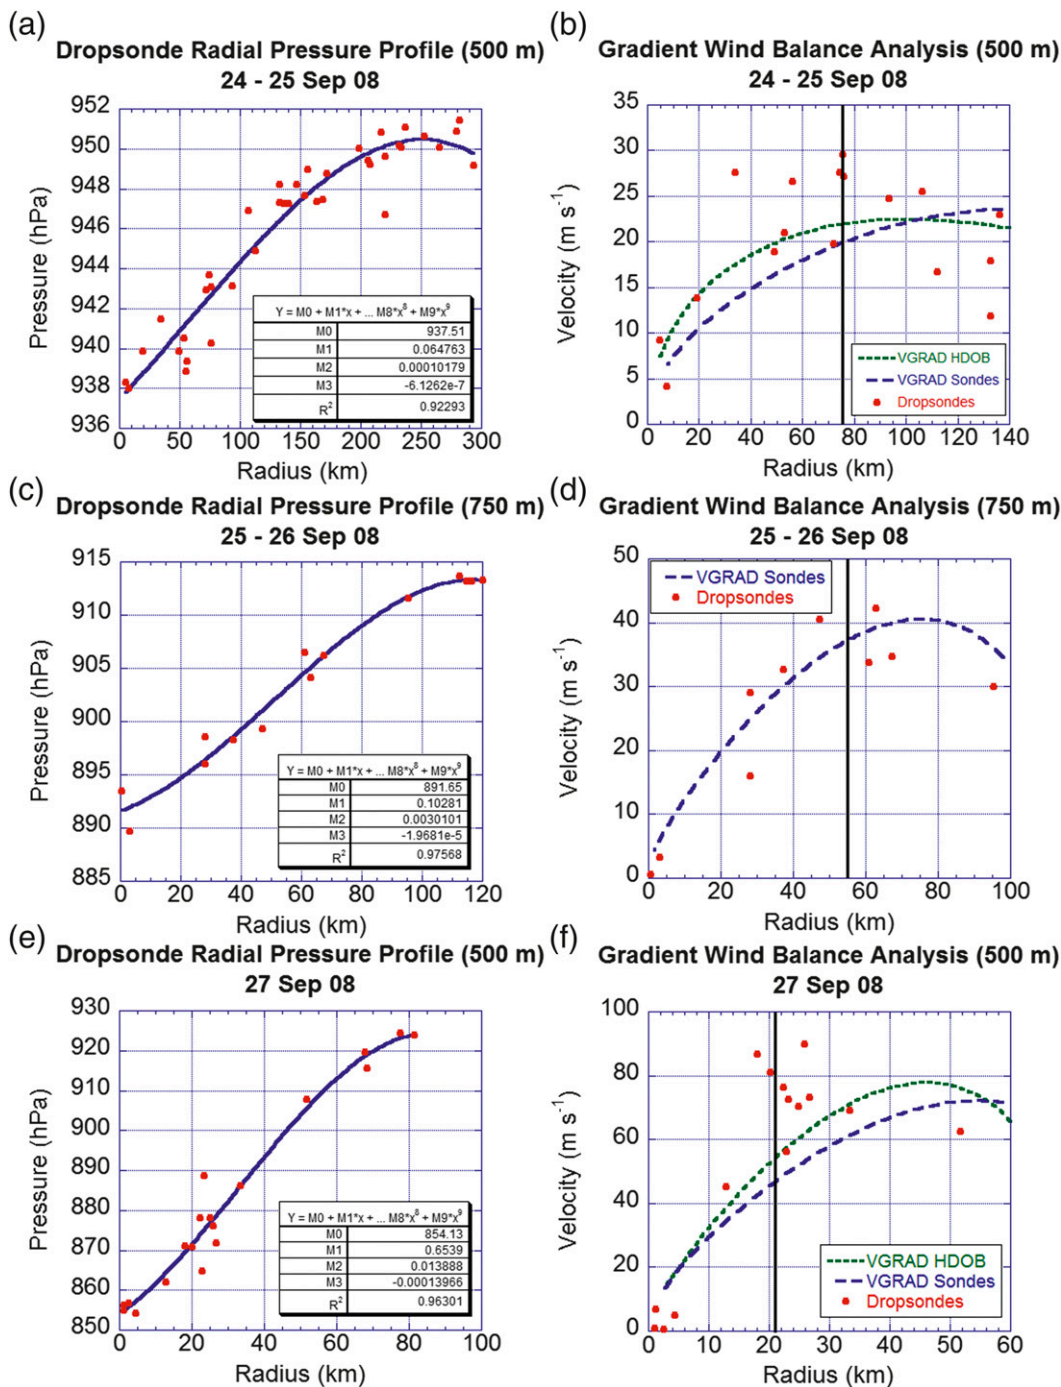 (a)
Dropsonde Radial Pressure Profile (500 m)
24 - 25 Sep 08
952
950
948
946
944
942
940
938
936
Pressure (hPa)
Y = M0 + M1*x + ... M8*x^8 + M9*x^9
M0 937.51
M1 0.064763
M2 0.00010179
M3 -6.1262e-7
R^2 0.92293
0 50 100 150 200 250 300
Radius (km)
(b)
Gradient Wind Balance Analysis (500 m)
24 - 25 Sep 08
35
30
25
20
15
10
5
0
Velocity (m s^-1)
VGRAD HDOB
VGRAD Sondes
Dropsondes
0 20 40 60 80 100 120 140
Radius (km)
(c)
Dropsonde Radial Pressure Profile (750 m)
25 - 26 Sep 08
915
910
905
900
895
890
885
Pressure (hPa)
Y = M0 + M1*x + ... M8*x^8 + M9*x^9
M0 891.65
M1 0.10281
M2 0.0030101
M3 -1.9681e-5
R^2 0.97568
0 20 40 60 80 100 120
Radius (km)
(d)
Gradient Wind Balance Analysis (750 m)
25 - 26 Sep 08
50
40
30
20
10
0
Velocity (m s^-1)
VGRAD Sondes
Dropsondes
0 20 40 60 80 100
Radius (km)
(e)
Dropsonde Radial Pressure Profile (500 m)
27 Sep 08
930
920
910
900
890
880
870
860
850
Pressure (hPa)
Y = M0 + M1*x + ... M8*x^8 + M9*x^9
M0 854.13
M1 0.6539
M2 0.013888
M3 -0.00013966
R^2 0.96301
0 20 40 60 80 100
Radius (km)
(f)
Gradient Wind Balance Analysis (500 m)
27 Sep 08
100
80
60
40
20
0
Velocity (m s^-1)
VGRAD HDOB
VGRAD Sondes
Dropsondes
0 10 20 30 40 50 60
Radius (km)